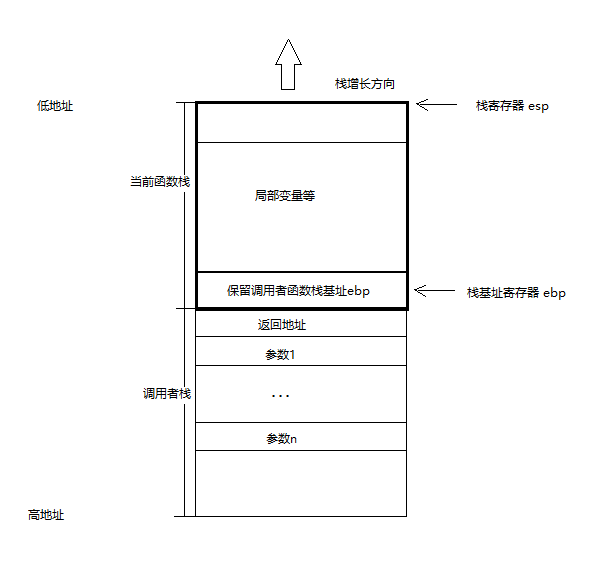 栈增长方向
低地址
栈寄存器 esp
当前函数栈
局部变量等
保留调用者函数栈基址ebp
栈基址寄存器 ebp
返回地址
参数1
调用者栈
...
参数n
高地址